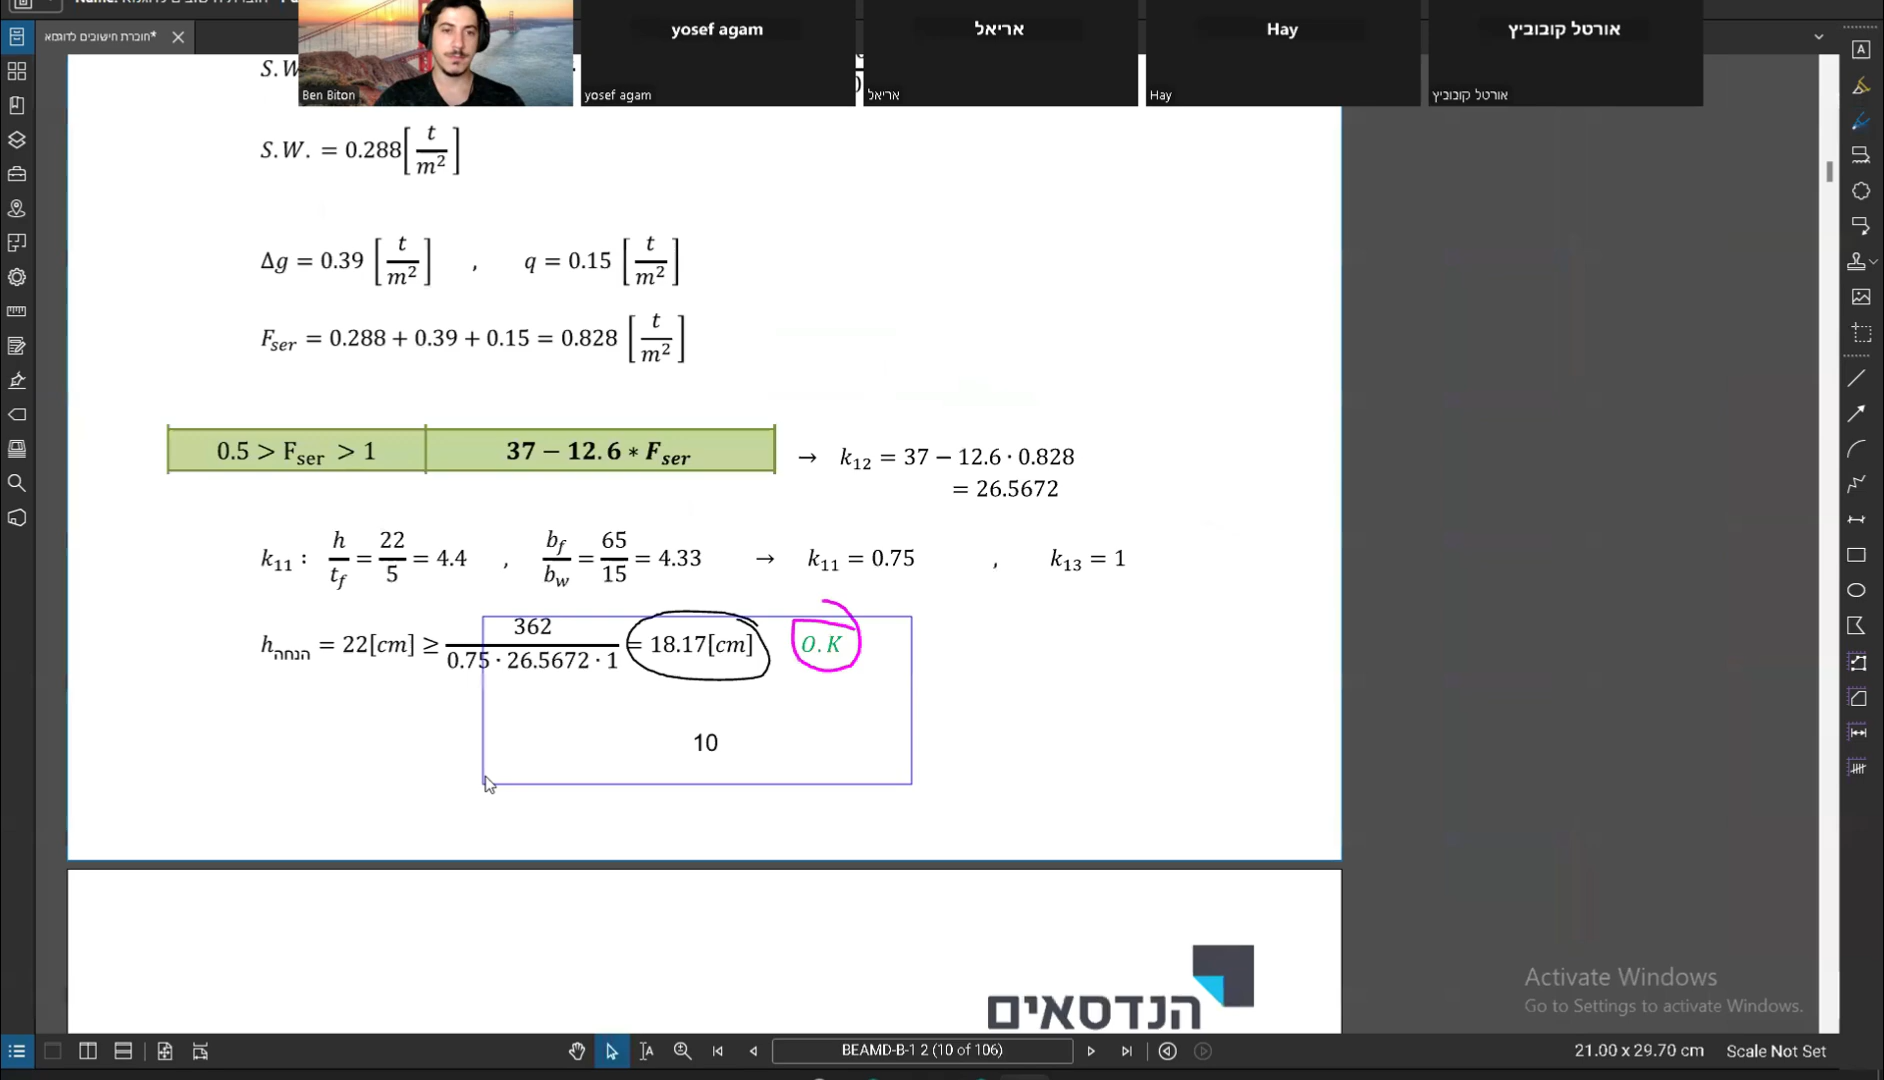 חוברת חישובים לדוגמא*
yosef agam
אריאל
Hay
אורטל קובוביץ
Ben Biton
yosef agam
אריאל
Hay
אורטל קובוביץ
S.W. = 0.288 [t/m²]
Δg = 0.39 [t/m²] , q = 0.15 [t/m²]
F_ser = 0.288 + 0.39 + 0.15 = 0.828 [t/m²]
0.5 > F_ser > 1 37 − 12.6 * F_ser → k₁₂ = 37 − 12.6 · 0.828
= 26.5672
k₁₁ : h/t_f = 22/5 = 4.4 , b_f/b_w = 65/15 = 4.33 → k₁₁ = 0.75 , k₁₃ = 1
h_הנחה = 22[cm] ≥ 362/(0.75 · 26.5672 · 1) = 18.17[cm] O.K
10
הנדסאים
Activate Windows
Go to Settings to activate Windows.
BEAMD-B-1 2 (10 of 106)
21.00 x 29.70 cm
Scale Not Set